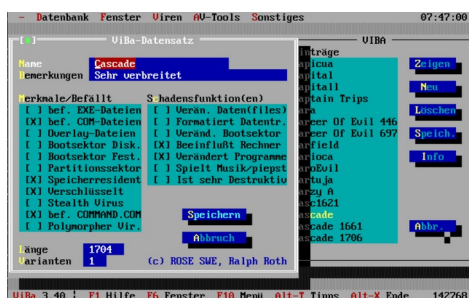 Datenbank Fenster Viren AV-Tools Sonstiges 07:47:00
ViBa-Datensatz
Name Cascade
Bemerkungen Sehr verbreitet
Merkmale/Befällt
[ ] bef. EXE-Dateien
[X] bef. COM-Dateien
[ ] Overlay-Dateien
[ ] Bootsektor Disk.
[ ] Bootsektor Fest.
[ ] Partitionssektor
[X] Speicherresident
[X] Verschlüsselt
[ ] Stealth Virus
[X] bef. COMMAND.COM
[ ] Polymorpher Vir.
Schadensfunktion(en)
[ ] Verän. Daten(files)
[ ] Formatiert Datentr.
[ ] Veränd. Bootsektor
[X] Beeinflußt Rechner
[X] Verändert Programme
[ ] Spielt Musik/piepst
[ ] Ist sehr Destruktiv
Speichern
Abbruch
Länge 1704
Varianten 1
(c) ROSE SWE, Ralph Roth
VIBA
inträge
apicua
apital
apitall
aptain Trips
ara
areer Of Evil 446
areer Of Evil 697
arfield
arioca
aroEvil
artuja
arzy A
asc1621
ascade
ascade 1661
ascade 1706
Zeigen
Neu
Löschen
Speich.
Info
Abbr.
ViBa 3.40 F1 Hilfe F6 Fenster F10 Menü Alt-T Tipps Alt-X Ende 142768